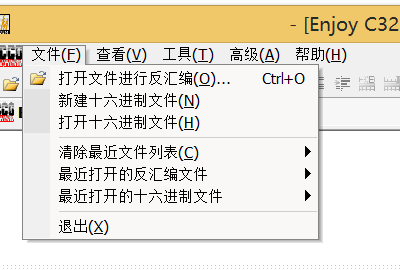 - [Enjoy C32
文件(F) 查看(V) 工具(T) 高级(A) 帮助(H)
打开文件进行反汇编(O)... Ctrl+O
新建十六进制文件(N)
打开十六进制文件(H)
清除最近文件列表(C)
最近打开的反汇编文件
最近打开的十六进制文件
退出(X)